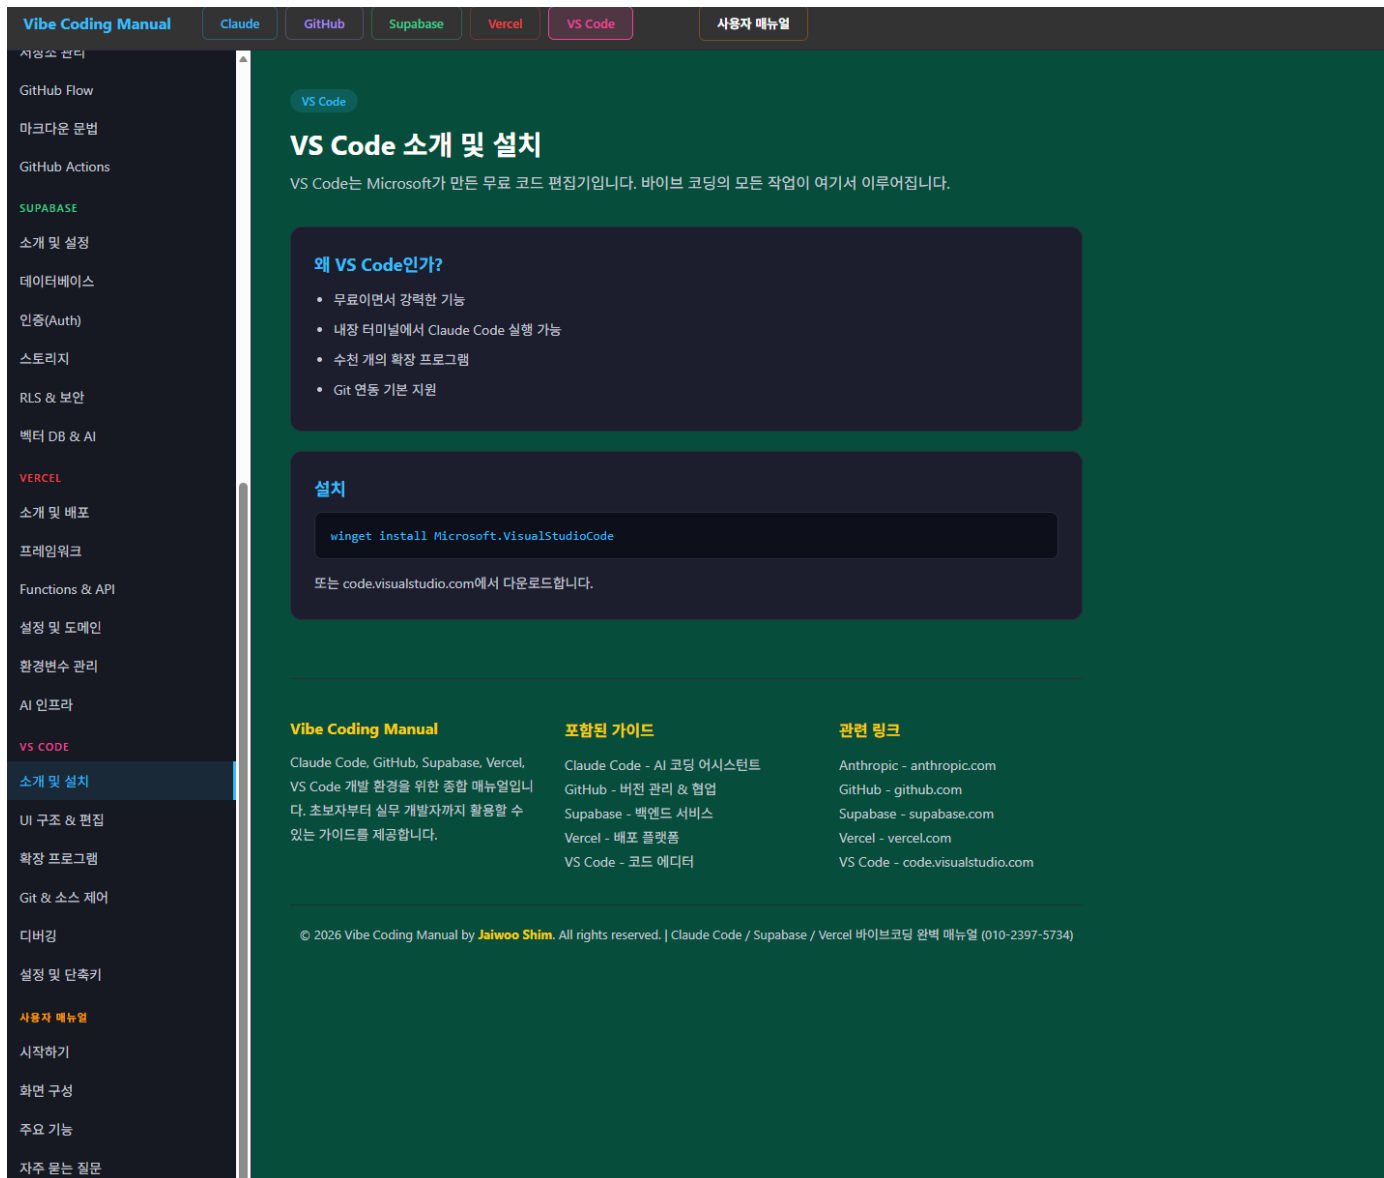 Vibe Coding Manual
Claude
GitHub
Supabase
Vercel
VS Code
사용자 매뉴얼
저장소 관리
GitHub Flow
마크다운 문법
GitHub Actions
SUPABASE
소개 및 설정
데이터베이스
인증(Auth)
스토리지
RLS & 보안
벡터 DB & AI
VERCEL
소개 및 배포
프레임워크
Functions & API
설정 및 도메인
환경변수 관리
AI 인프라
VS CODE
소개 및 설치
UI 구조 & 편집
확장 프로그램
Git & 소스 제어
디버깅
설정 및 단축키
사용자 매뉴얼
시작하기
화면 구성
주요 기능
자주 묻는 질문
VS Code
VS Code 소개 및 설치
VS Code는 Microsoft가 만든 무료 코드 편집기입니다. 바이브 코딩의 모든 작업이 여기서 이루어집니다.
왜 VS Code인가?
무료이면서 강력한 기능
내장 터미널에서 Claude Code 실행 가능
수천 개의 확장 프로그램
Git 연동 기본 지원
설치
winget install Microsoft.VisualStudioCode
또는 code.visualstudio.com에서 다운로드합니다.
Vibe Coding Manual
Claude Code, GitHub, Supabase, Vercel,
VS Code 개발 환경을 위한 종합 매뉴얼입니
다. 초보자부터 실무 개발자까지 활용할 수
있는 가이드를 제공합니다.
포함된 가이드
Claude Code - AI 코딩 어시스턴트
GitHub - 버전 관리 & 협업
Supabase - 백엔드 서비스
Vercel - 배포 플랫폼
VS Code - 코드 에디터
관련 링크
Anthropic - anthropic.com
GitHub - github.com
Supabase - supabase.com
Vercel - vercel.com
VS Code - code.visualstudio.com
© 2026 Vibe Coding Manual by Jaiwoo Shim. All rights reserved. | Claude Code / Supabase / Vercel 바이브코딩 완벽 매뉴얼 (010-2397-5734)